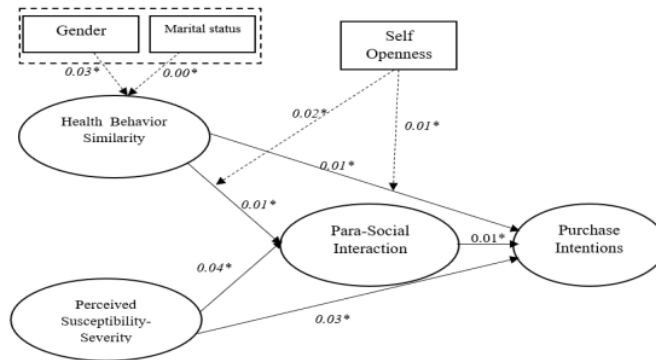 Gender
Marital status
Self
Openness
0.03*
0.00*
0.02*
0.01*
Health Behavior
Similarity
0.01*
0.01*
Para-Social
Interaction
0.01*
Purchase
Intentions
0.04*
Perceived
Susceptibility-
Severity
0.03*